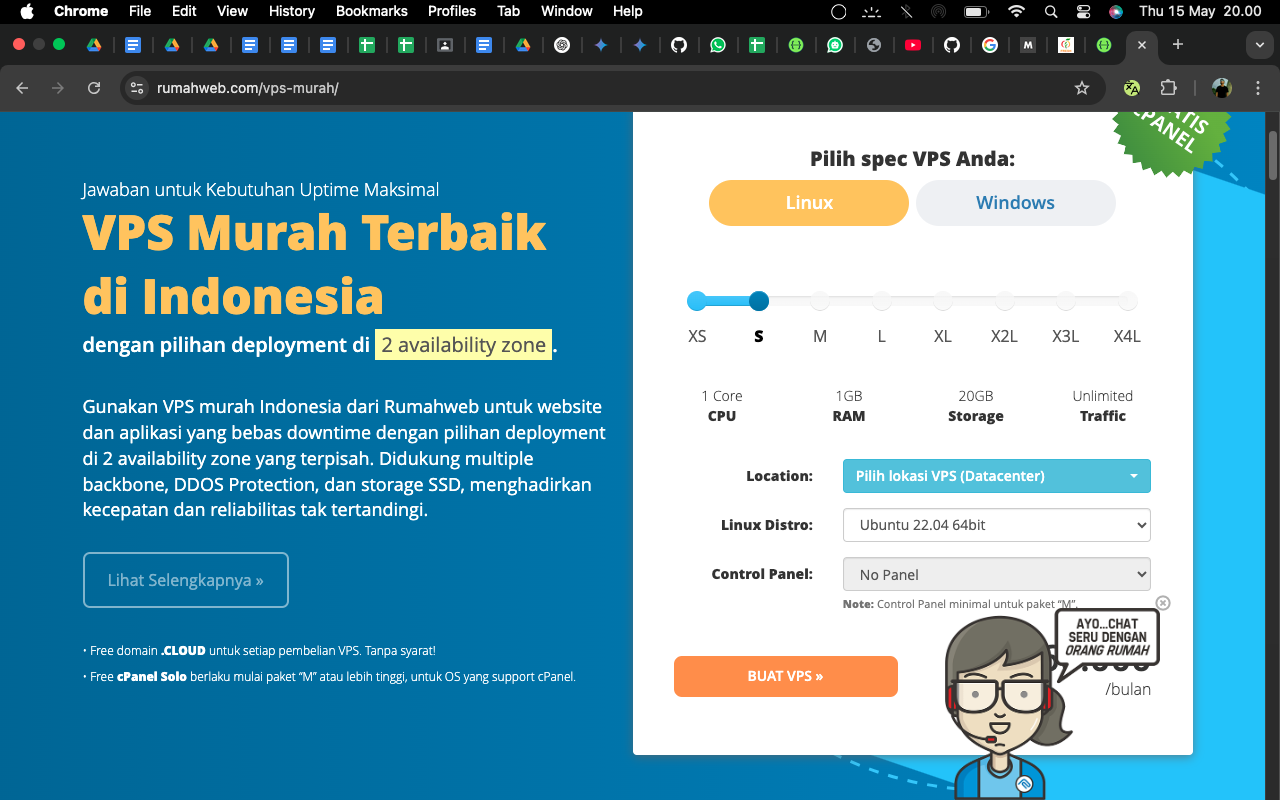 Chrome File Edit View History Bookmarks Profiles Tab Window Help Thu 15 May 20.00
rumahweb.com/vps-murah/
CPANEL
Jawaban untuk Kebutuhan Uptime Maksimal
VPS Murah Terbaik
di Indonesia
dengan pilihan deployment di 2 availability zone.
Gunakan VPS murah Indonesia dari Rumahweb untuk website
dan aplikasi yang bebas downtime dengan pilihan deployment
di 2 availability zone yang terpisah. Didukung multiple
backbone, DDOS Protection, dan storage SSD, menghadirkan
kecepatan dan reliabilitas tak tertandingi.
Lihat Selengkapnya »
• Free domain .CLOUD untuk setiap pembelian VPS. Tanpa syarat!
• Free cPanel Solo berlaku mulai paket “M” atau lebih tinggi, untuk OS yang support cPanel.
Pilih spec VPS Anda:
Linux Windows
XS S M L XL X2L X3L X4L
1 Core 1GB 20GB Unlimited
CPU RAM Storage Traffic
Location: Pilih lokasi VPS (Datacenter)
Linux Distro: Ubuntu 22.04 64bit
Control Panel: No Panel
Note: Control Panel minimal untuk paket “M”.
AYO...CHAT
SERU DENGAN
ORANG RUMAH
BUAT VPS »
/bulan